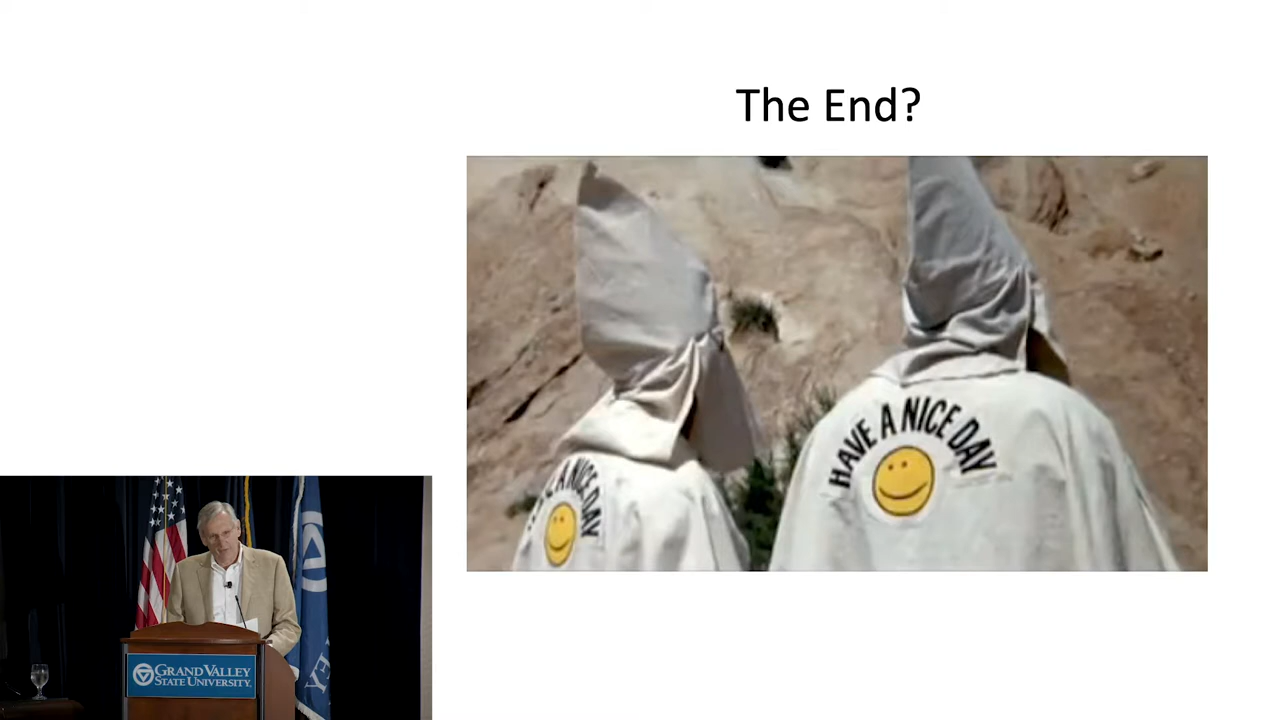 The End?
HAVE A NICE DAY
A NICE DAY
GRAND VALLEY
STATE UNIVERSITY.